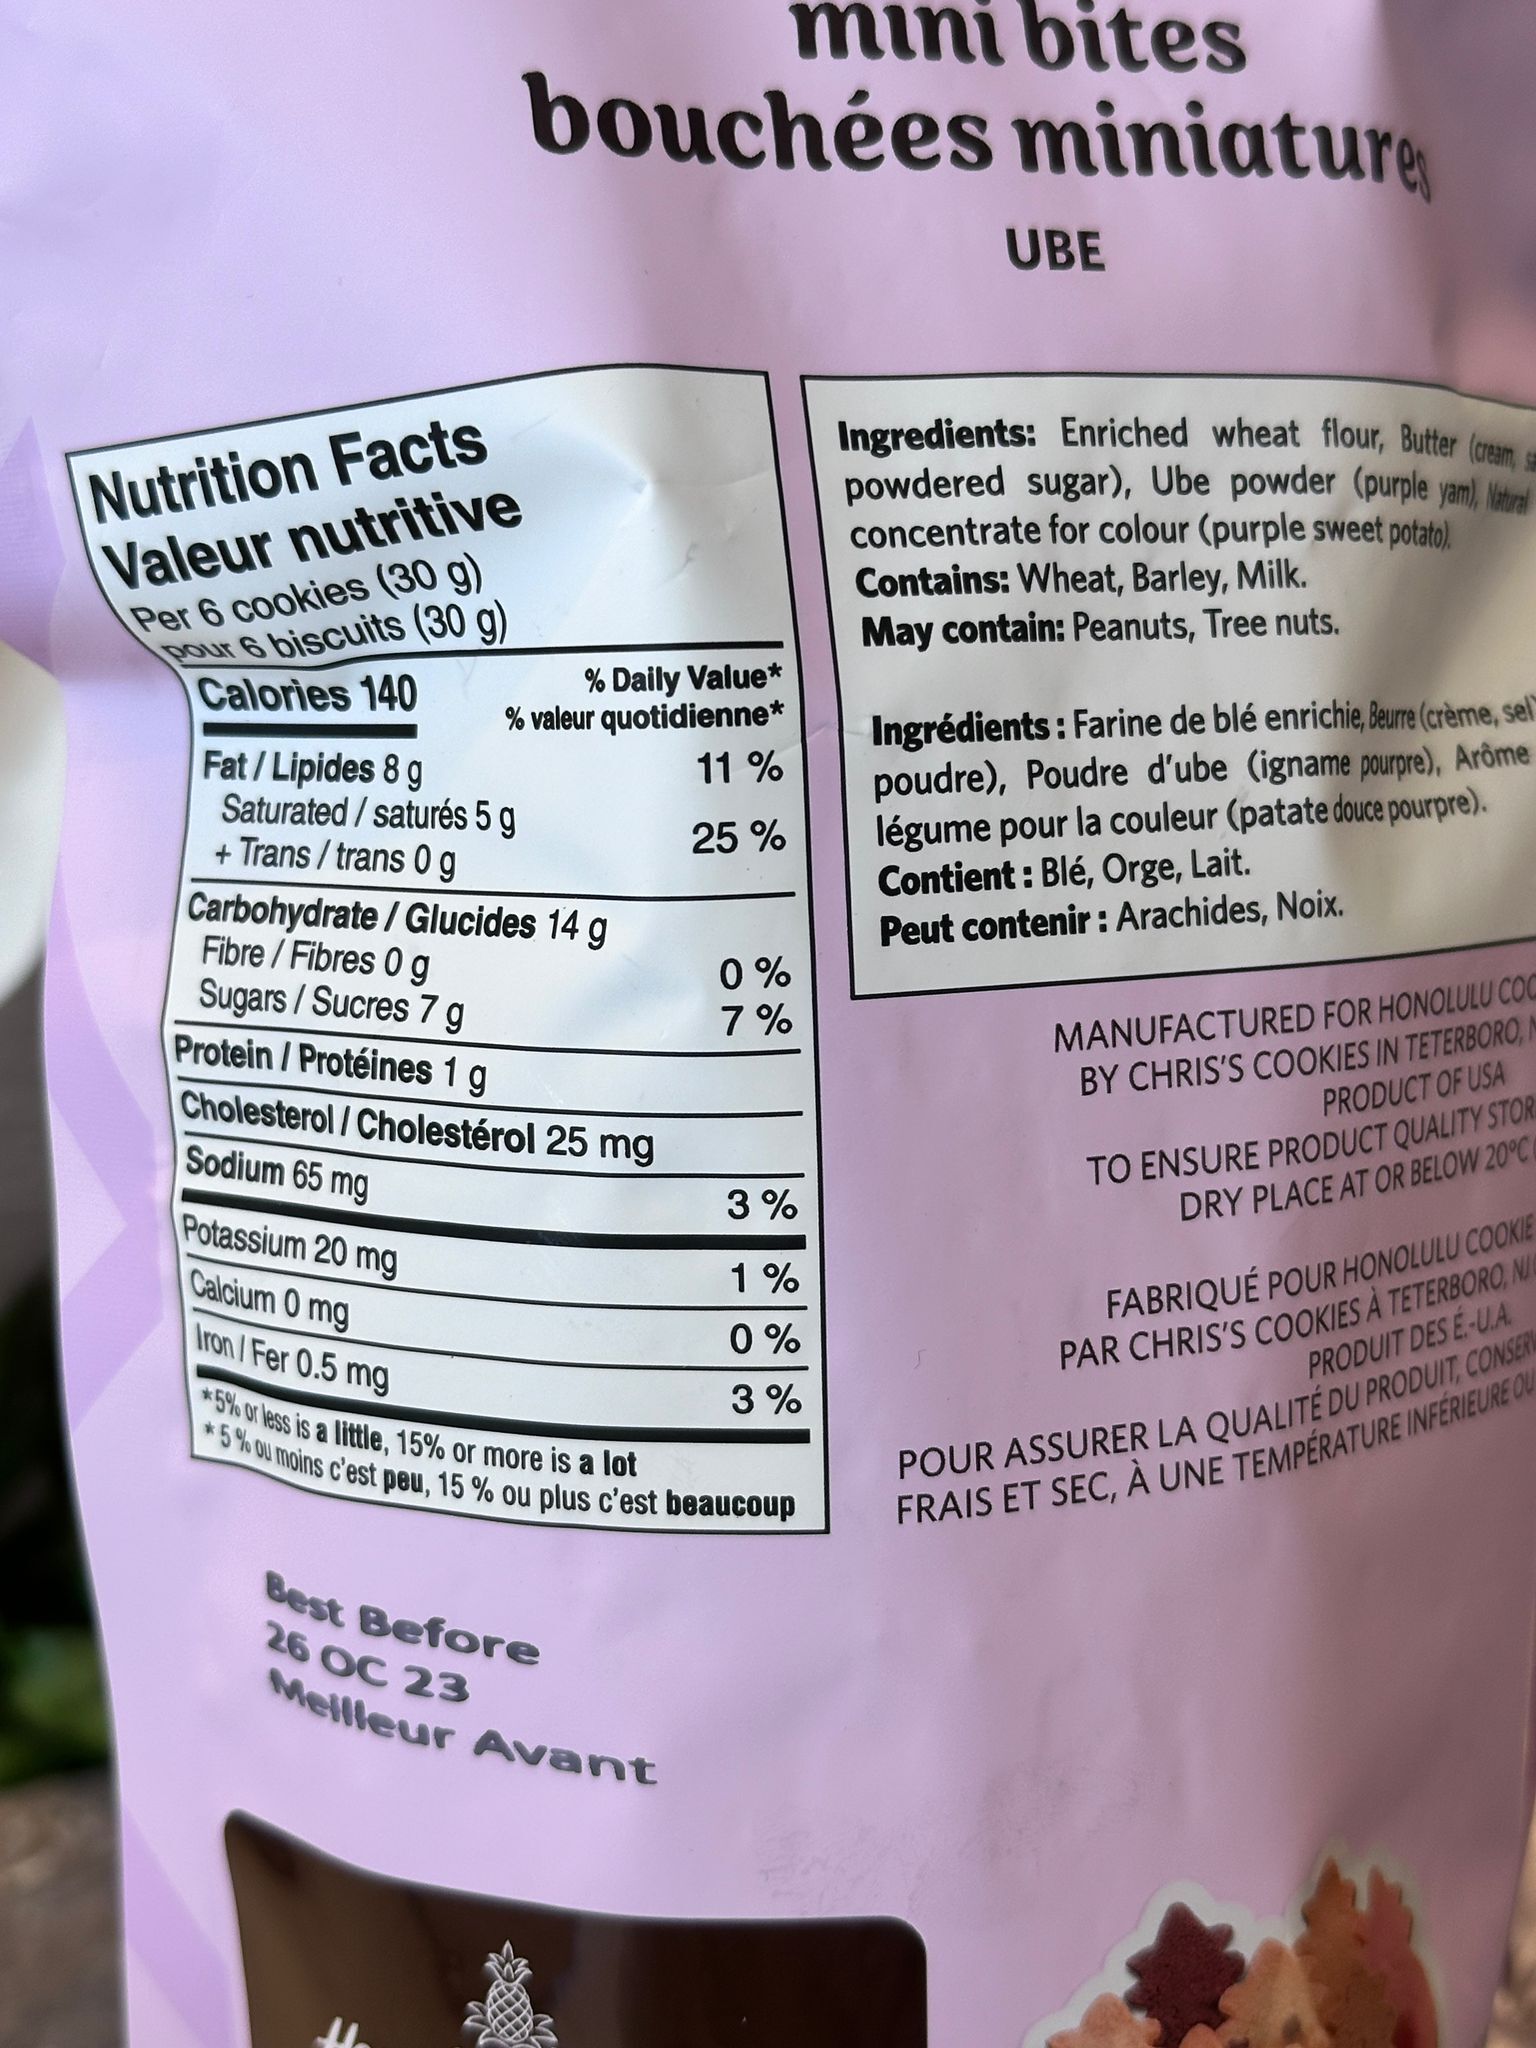 mini bites
bouchées miniatures
UBE
Nutrition Facts
Valeur nutritive
Per 6 cookies (30 g)
pour 6 biscuits (30 g)
Calories 140
% Daily Value*
% valeur quotidienne*
Fat / Lipides 8 g 11 %
Saturated / saturés 5 g
+ Trans / trans 0 g 25 %
Carbohydrate / Glucides 14 g
Fibre / Fibres 0 g 0 %
Sugars / Sucres 7 g 7 %
Protein / Protéines 1 g
Cholesterol / Cholestérol 25 mg
Sodium 65 mg 3 %
Potassium 20 mg 1 %
Calcium 0 mg 0 %
Iron / Fer 0.5 mg 3 %
*5% or less is a little, 15% or more is a lot
*5 % ou moins c'est peu, 15 % ou plus c'est beaucoup
Ingredients: Enriched wheat flour, Butter (cream,
powdered sugar), Ube powder (purple yam), Natural
concentrate for colour (purple sweet potato).
Contains: Wheat, Barley, Milk.
May contain: Peanuts, Tree nuts.
Ingrédients : Farine de blé enrichie, Beurre (crème, sel)
poudre), Poudre d'ube (igname pourpre), Arôme
légume pour la couleur (patate douce pourpre).
Contient : Blé, Orge, Lait.
Peut contenir : Arachides, Noix.
MANUFACTURED FOR HONOLULU
BY CHRIS'S COOKIES IN TETERBORO,
PRODUCT OF USA
TO ENSURE PRODUCT QUALITY
DRY PLACE AT OR BELOW 20°C
FABRIQUÉ POUR HONOLULU COOKIE
PAR CHRIS'S COOKIES À TETERBORO, NJ
PRODUIT DES É.-U.A.
POUR ASSURER LA QUALITÉ DU PRODUIT,
FRAIS ET SEC, À UNE TEMPÉRATURE INFÉRIEURE OU
Best Before
26 OC 23
Meilleur Avant